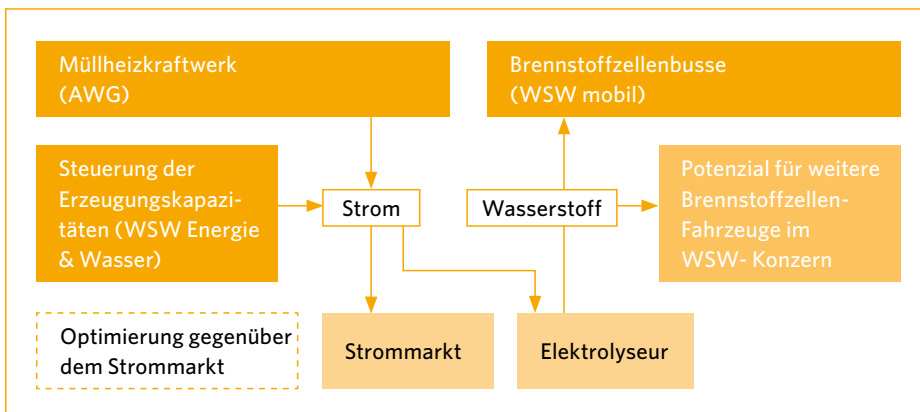 Müllheizkraftwerk
(AWG)
Brennstoffzellenbusse
(WSW mobil)
Steuerung der
Erzeugungskapazi-
täten (WSW Energie
& Wasser)
Strom
Wasserstoff
Potenzial für weitere
Brennstoffzellen-
Fahrzeuge im
WSW- Konzern
Optimierung gegenüber
dem Strommarkt
Strommarkt
Elektrolyseur